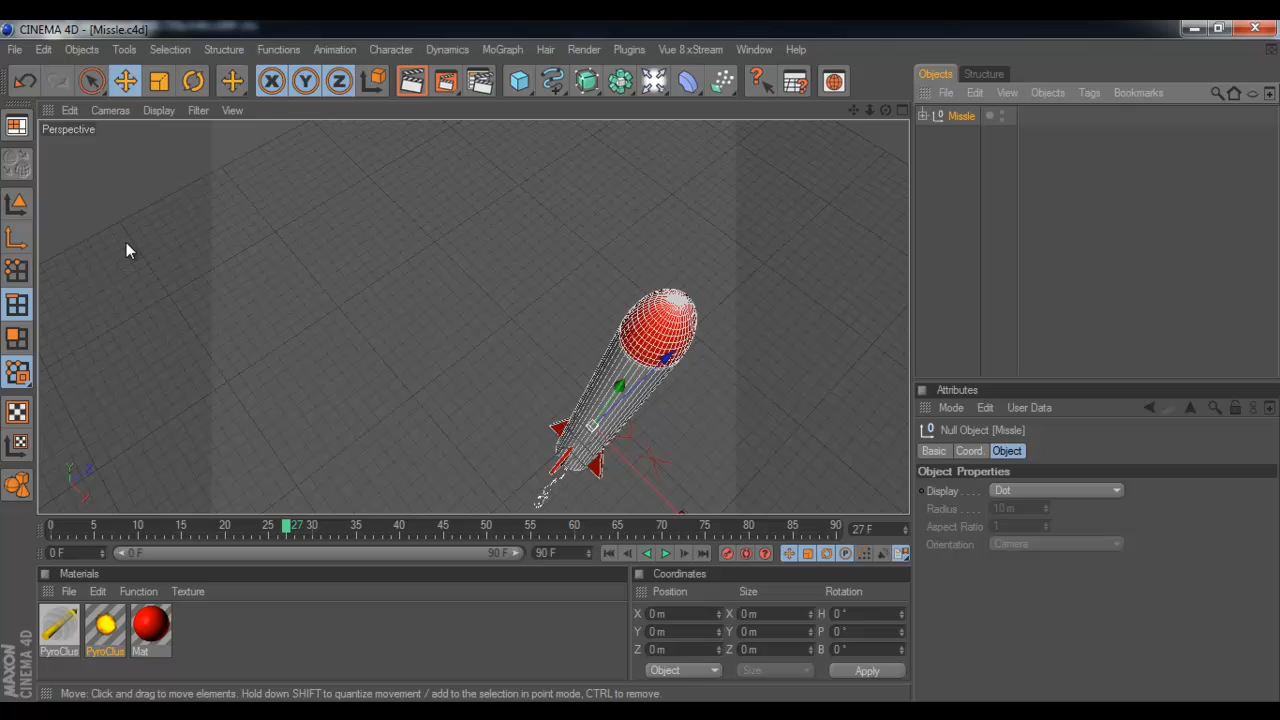 CINEMA 4D - [Missle.c4d]
File Edit Objects Tools Selection Structure Functions Animation Character Dynamics MoGraph Hair Render Plugins Vue 8 xStream Window Help
X Y Z
Objects Structure
File Edit View Objects Tags Bookmarks
Edit Cameras Display Filter View
Perspective
Missle
Y Z
X
Attributes
Mode Edit User Data
Null Object [Missle]
Basic Coord. Object
Object Properties
Display . . . . Dot
Radius . . . . 10 m
Aspect Ratio 1
Orientation Camera
0 5 10 15 20 25 27 30 35 40 45 50 55 60 65 70 75 80 85 90 27 F
0 F 0 F 90 F 90 F
Materials
File Edit Function Texture
PyroClus PyroClus Mat
Coordinates
Position Size Rotation
X 0 m X 0 m H 0 °
Y 0 m Y 0 m P 0 °
Z 0 m Z 0 m B 0 °
Object Size Apply
MAXON
CINEMA 4D
Move: Click and drag to move elements. Hold down SHIFT to quantize movement / add to the selection in point mode, CTRL to remove.